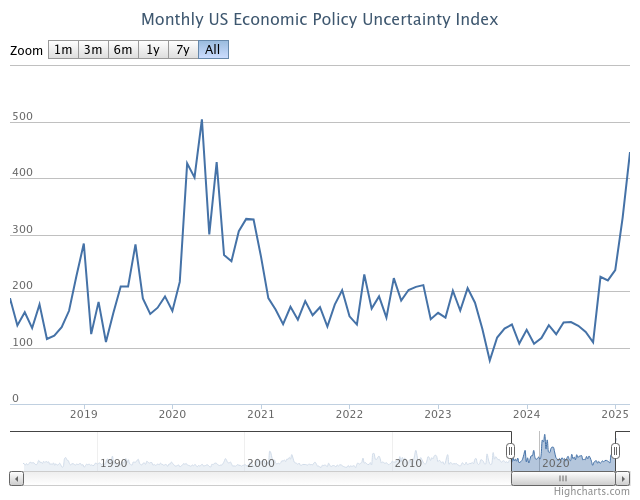 Monthly US Economic Policy Uncertainty Index
Zoom 1m 3m 6m 1y 7y All
500
400
300
200
100
0
2019 2020 2021 2022 2023 2024 2025
1990 2000 2010 2020
Highcharts.com